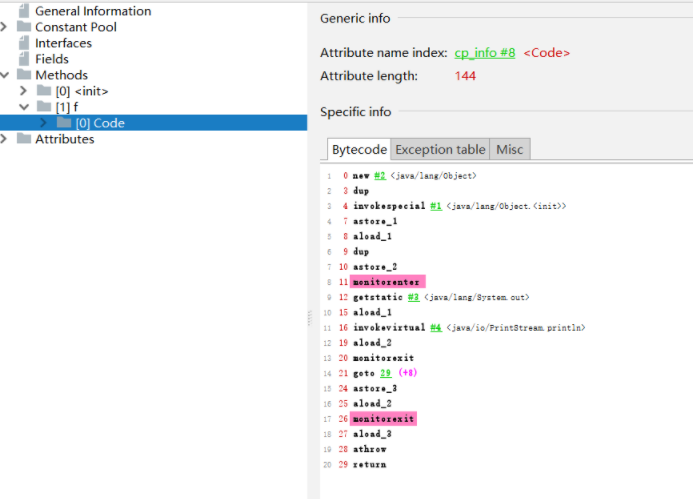 General Information
Constant Pool
Interfaces
Fields
Methods
[0] <init>
[1] f
[0] Code
Attributes
Generic info
Attribute name index: cp_info #8 <Code>
Attribute length: 144
Specific info
Bytecode Exception table Misc
1 0 new #2 <java/lang/Object>
2 3 dup
3 4 invokespecial #1 <java/lang/Object.<init>>
4 7 astore_1
5 8 aload_1
6 9 dup
7 10 astore_2
8 11 monitorenter
9 12 getstatic #3 <java/lang/System.out>
10 15 aload_1
11 16 invokevirtual #4 <java/io/PrintStream.println>
12 19 aload_2
13 20 monitorexit
14 21 goto 29 (+8)
15 24 astore_3
16 25 aload_2
17 26 monitorexit
18 27 aload_3
19 28 athrow
20 29 return